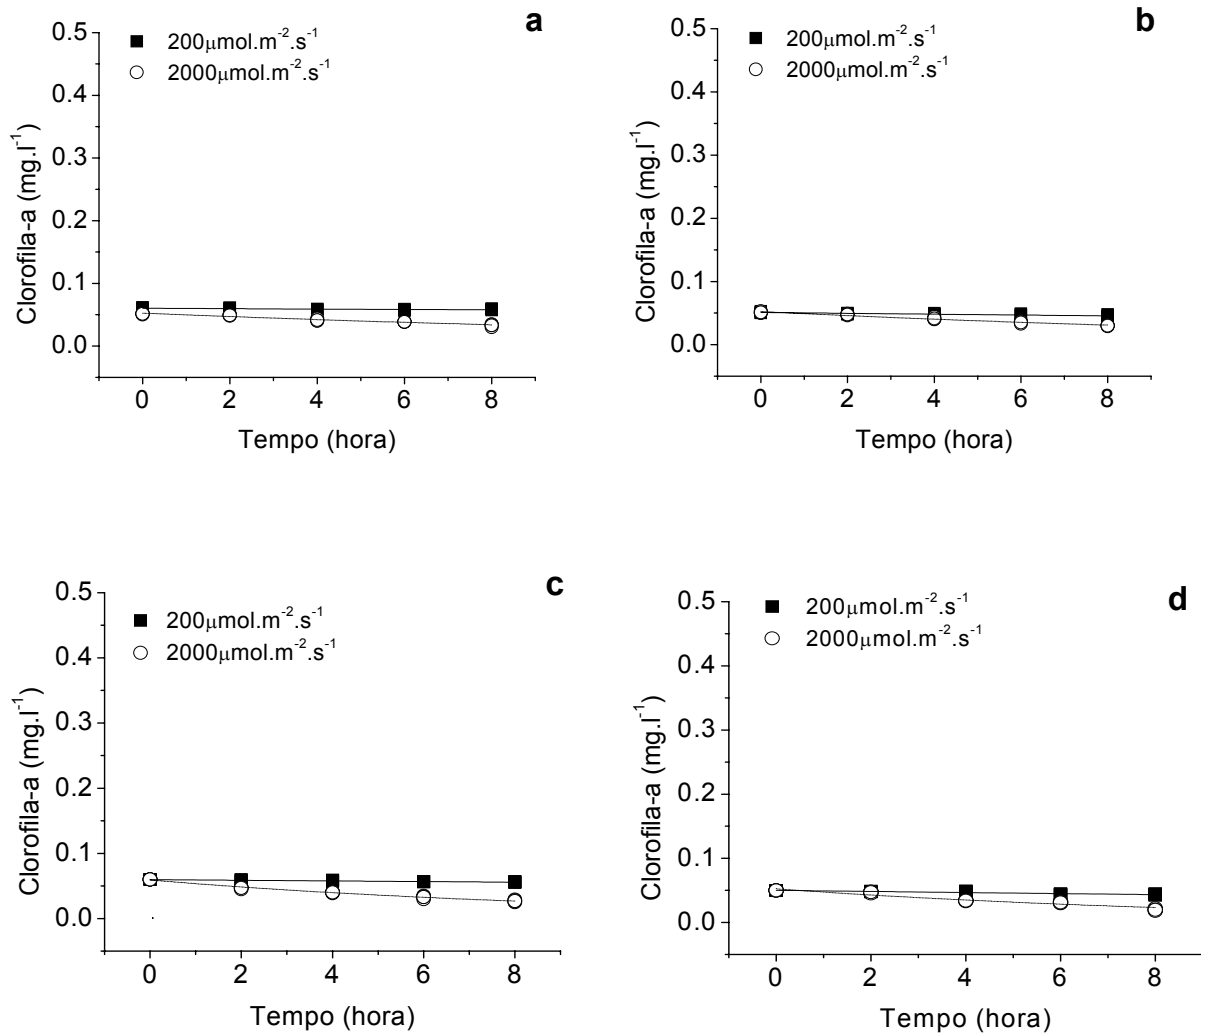 a
200μmol.m-2.s-1
2000μmol.m-2.s-1
Clorofila-a (mg.l-1)
0.5
0.4
0.3
0.2
0.1
0.0
0 2 4 6 8
Tempo (hora)
b
200μmol.m-2.s-1
2000μmol.m-2.s-1
Clorofila-a (mg.l-1)
0.5
0.4
0.3
0.2
0.1
0.0
0 2 4 6 8
Tempo (hora)
c
200μmol.m-2.s-1
2000μmol.m-2.s-1
Clorofila-a (mg.l-1)
0.5
0.4
0.3
0.2
0.1
0.0
0 2 4 6 8
Tempo (hora)
d
200μmol.m-2.s-1
2000μmol.m-2.s-1
Clorofila-a (mg.l-1)
0.5
0.4
0.3
0.2
0.1
0.0
0 2 4 6 8
Tempo (hora)